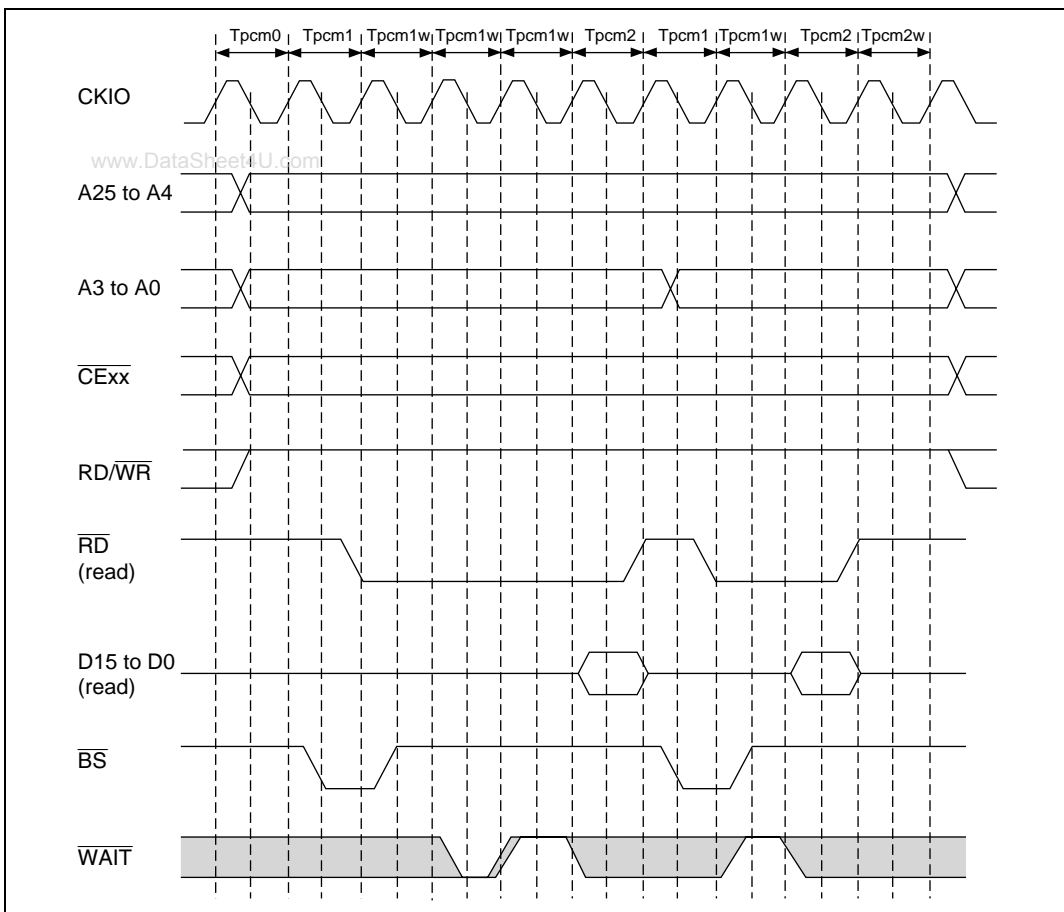 Tpcm0 Tpcm1 Tpcm1w Tpcm1w Tpcm1w Tpcm2 Tpcm1 Tpcm1w Tpcm2 Tpcm2w
CKIO
www.DataSheet4U.com
A25 to A4
A3 to A0
CExx
RD/WR
RD
(read)
D15 to D0
(read)
BS
WAIT